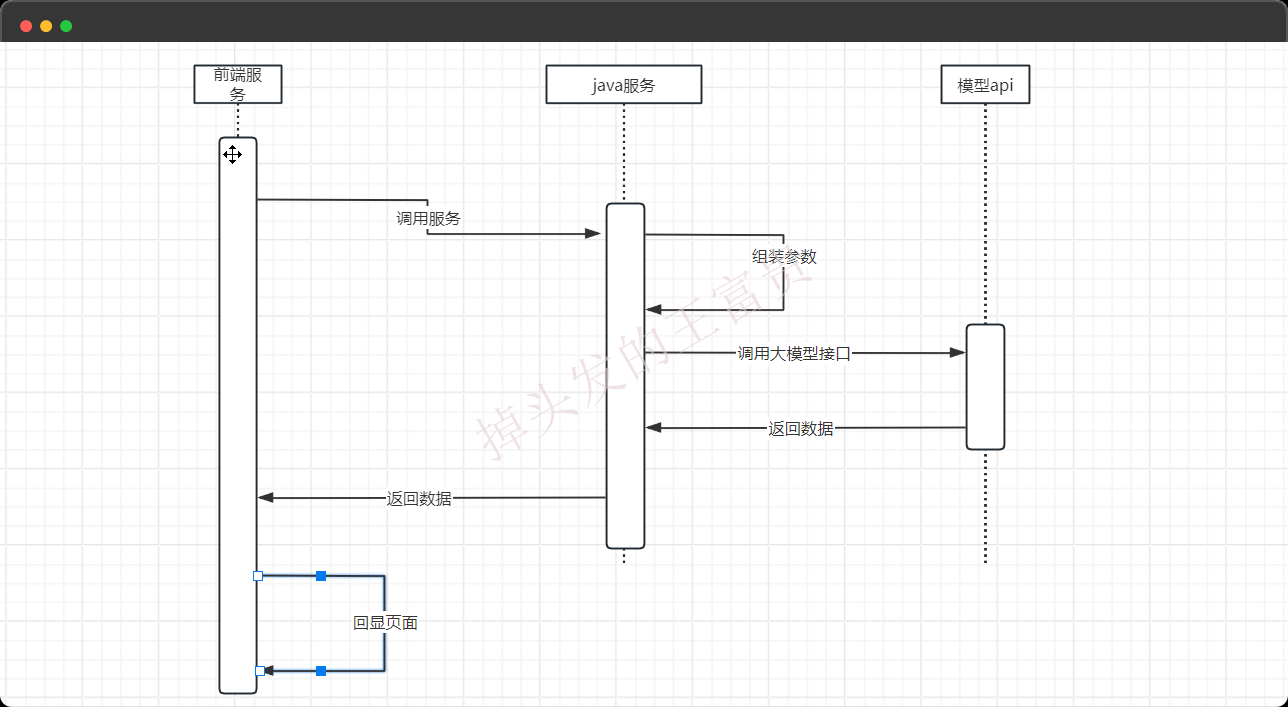 前端服
务
java服务
模型api
调用服务
组装参数
调用大模型接口
返回数据
返回数据
回显页面
掉头发的王富贵